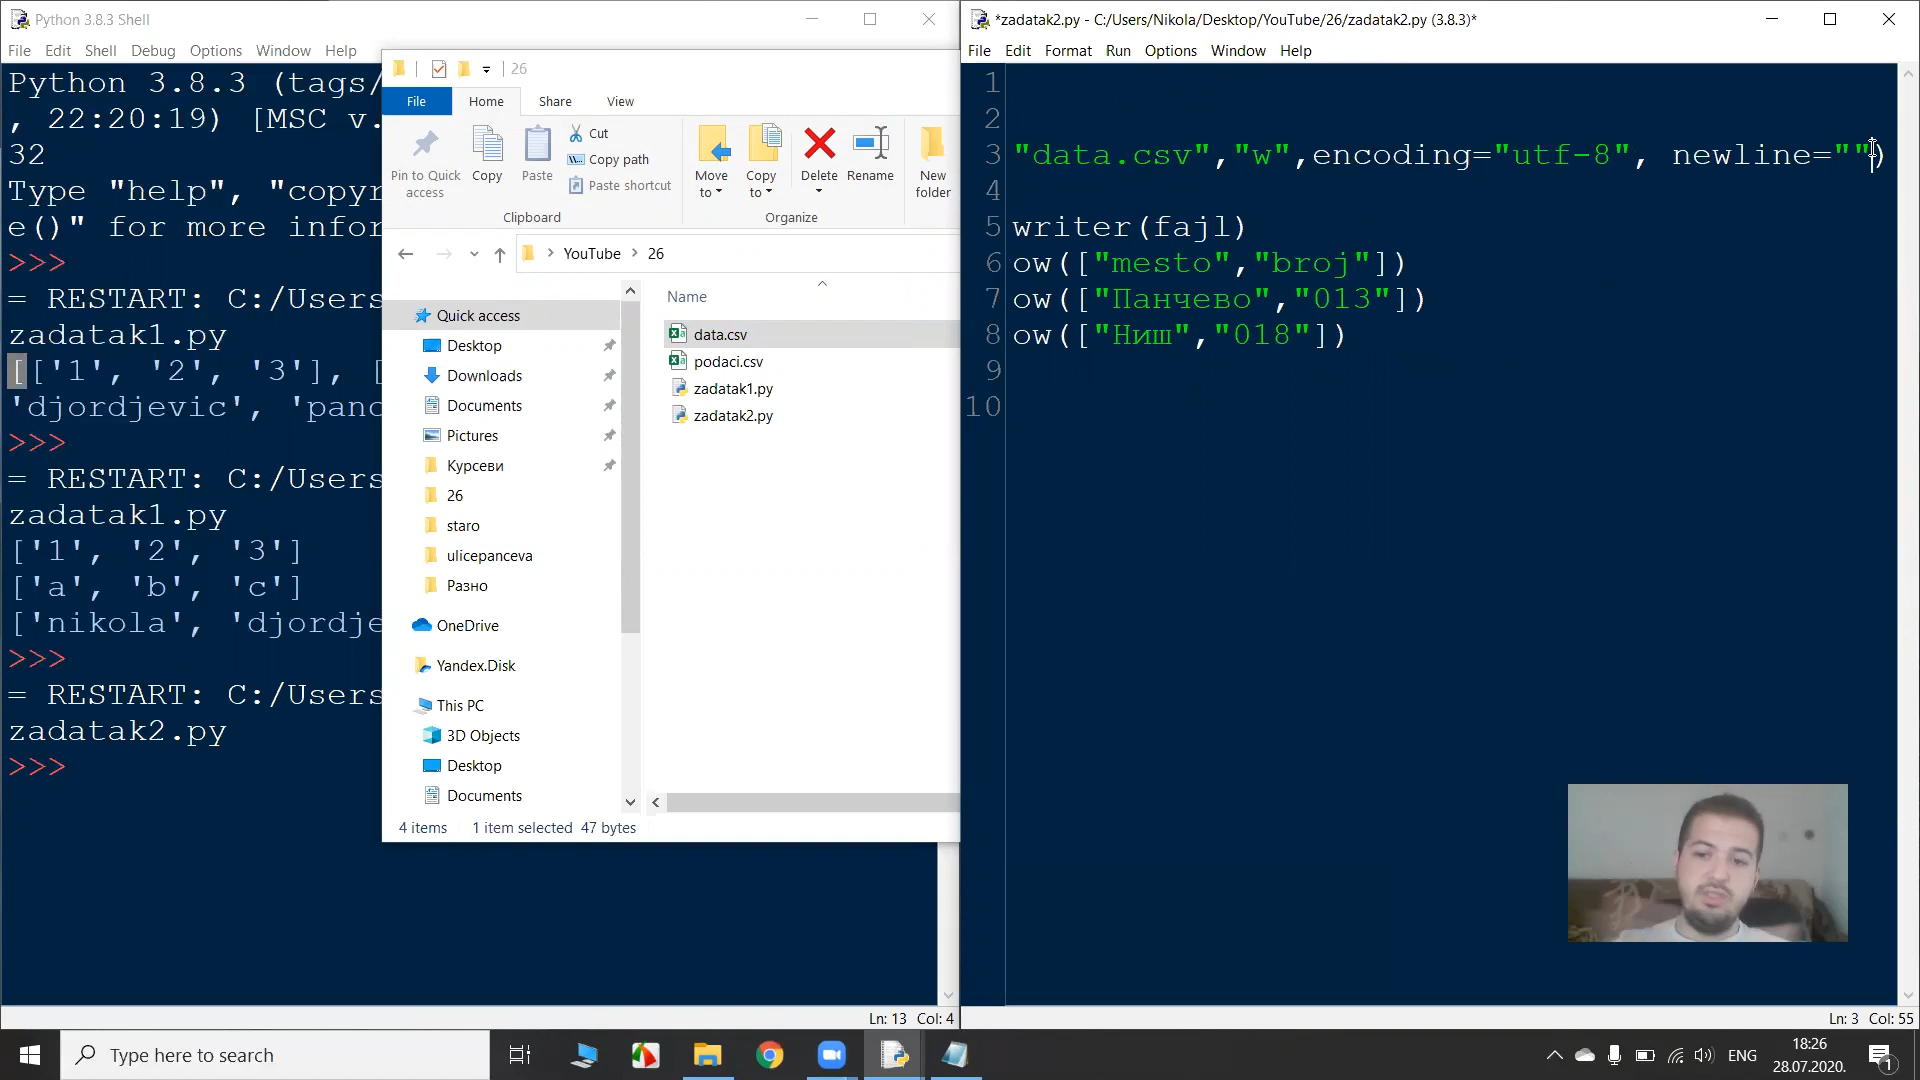 Python 3.8.3 Shell
File Edit Shell Debug Options Window Help
Python 3.8.3 (tags/
, 22:20:19) [MSC v.
32
Type "help", "copyr
e()" for more infor
>>>
= RESTART: C:/Users
zadatak1.py
[['1', '2', '3'], [
'djordjevic', 'panc
>>>
= RESTART: C:/Users
zadatak1.py
['1', '2', '3']
['a', 'b', 'c']
['nikola', 'djordje
>>>
= RESTART: C:/Users
zadatak2.py
>>>
Ln: 13 Col: 4
26
File Home Share View
Pin to Quick access
Copy
Paste
Cut
Copy path
Paste shortcut
Clipboard
Move to
Copy to
Delete
Rename
New folder
Organize
YouTube > 26
Name
Quick access
Desktop
Downloads
Documents
Pictures
Курсеви
26
staro
ulicepanceva
Разно
OneDrive
Yandex.Disk
This PC
3D Objects
Desktop
Documents
data.csv
podaci.csv
zadatak1.py
zadatak2.py
4 items 1 item selected 47 bytes
*zadatak2.py - C:/Users/Nikola/Desktop/YouTube/26/zadatak2.py (3.8.3)*
File Edit Format Run Options Window Help
1
2
3 "data.csv","w",encoding="utf-8", newline="")
4
5 writer(fajl)
6 ow(["mesto","broj"])
7 ow(["Панчево","013"])
8 ow(["Ниш","018"])
9
10
Ln: 3 Col: 55
Type here to search
ENG
18:26
28.07.2020.
1